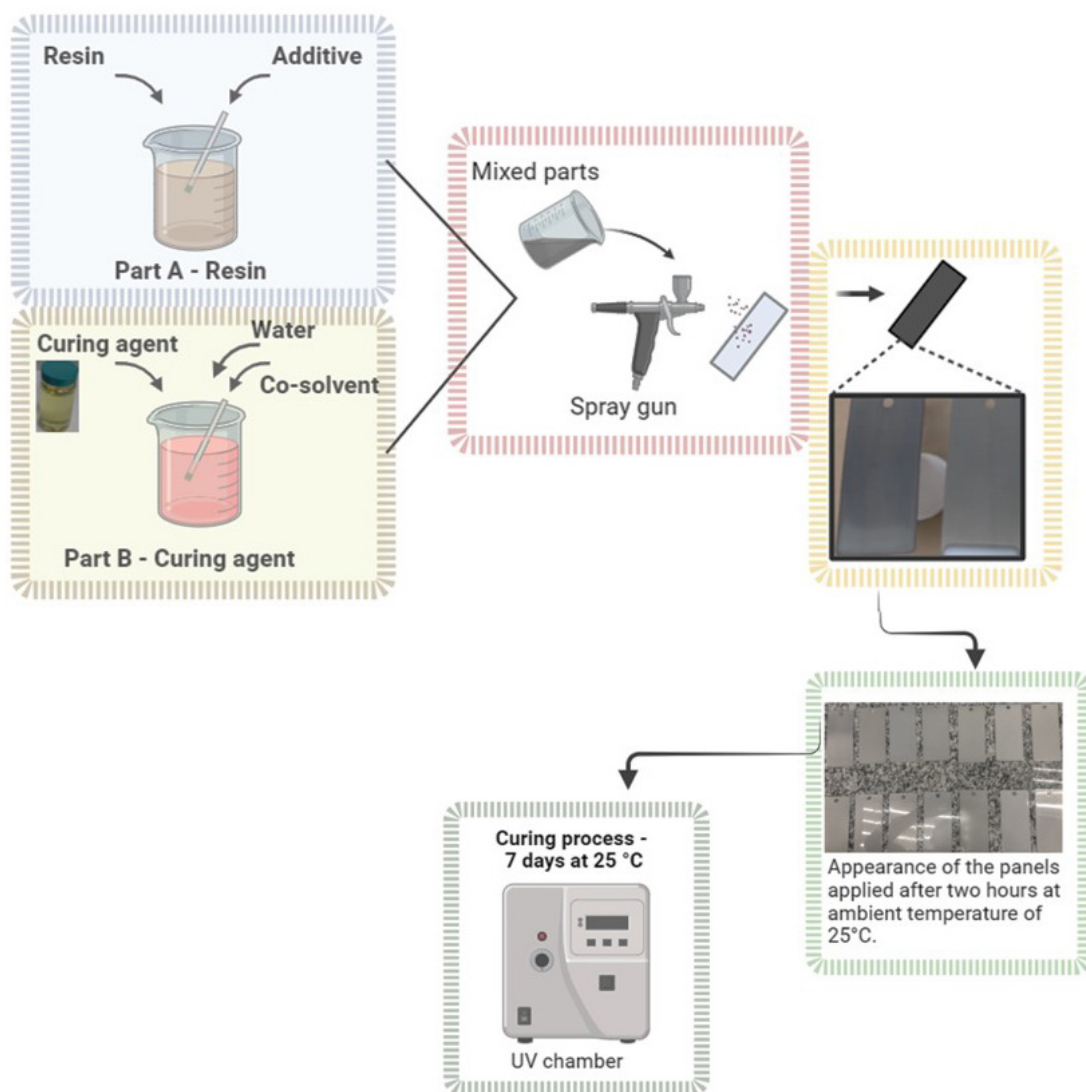 Resin
Additive
Part A - Resin
Curing agent
Water
Co-solvent
Part B - Curing agent
Mixed parts
Spray gun
Appearance of the panels
applied after two hours at
ambient temperature of
25°C.
Curing process -
7 days at 25 °C
UV chamber